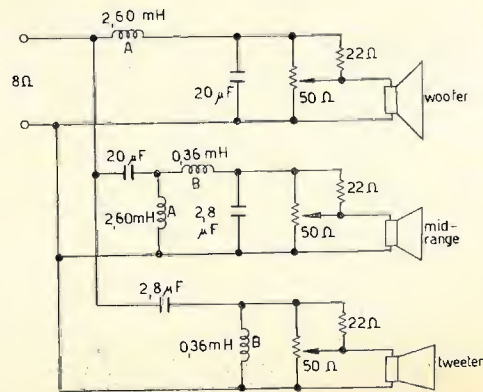 2,60 mH
A
8Ω
20 μF
50 Ω
22Ω
woofer
20 μF
0,36 mH
B
2,60mH
A
2,8
μF
50 Ω
22Ω
mid-
range
2,8 μF
0,36mH
B
50 Ω
22Ω
tweeter